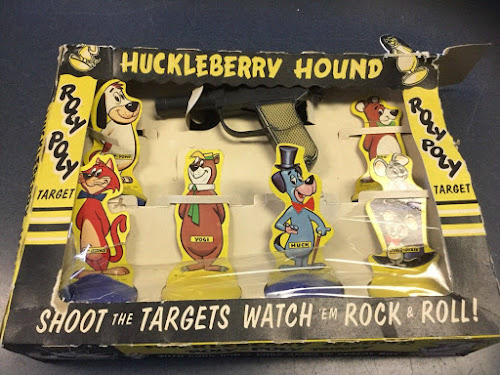 HUCKLEBERRY HOUND
ROLY
POLY
TARGET
ROLY
POLY
TARGET
YOGI
HUCK
SHOOT THE TARGETS WATCH 'EM ROCK & ROLL!